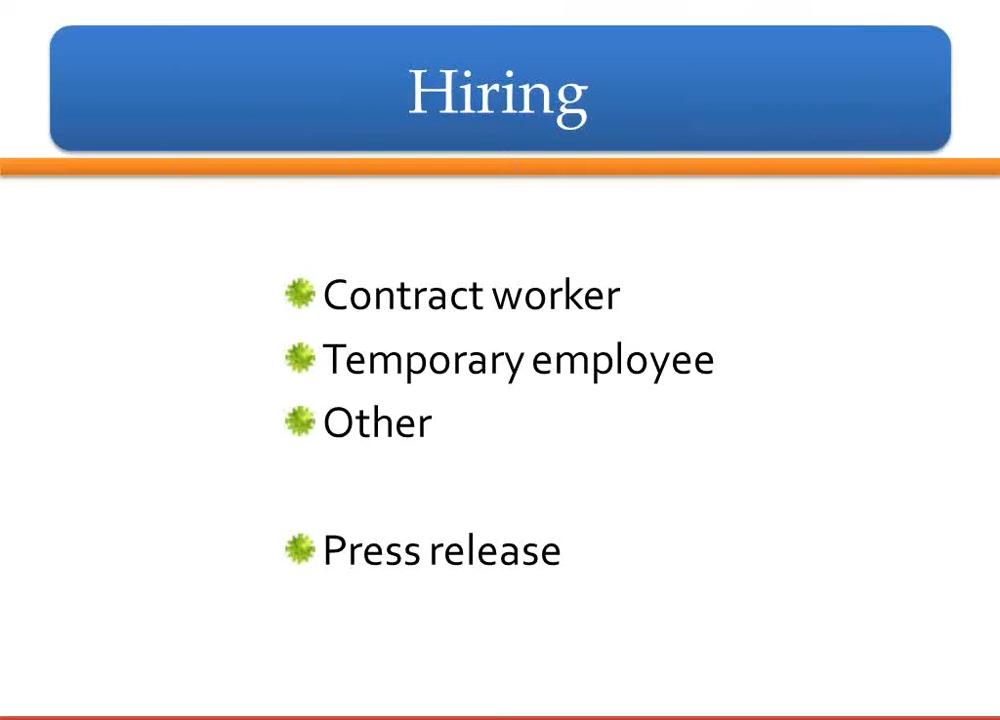 Hiring
Contract worker
Temporary employee
Other
Press release